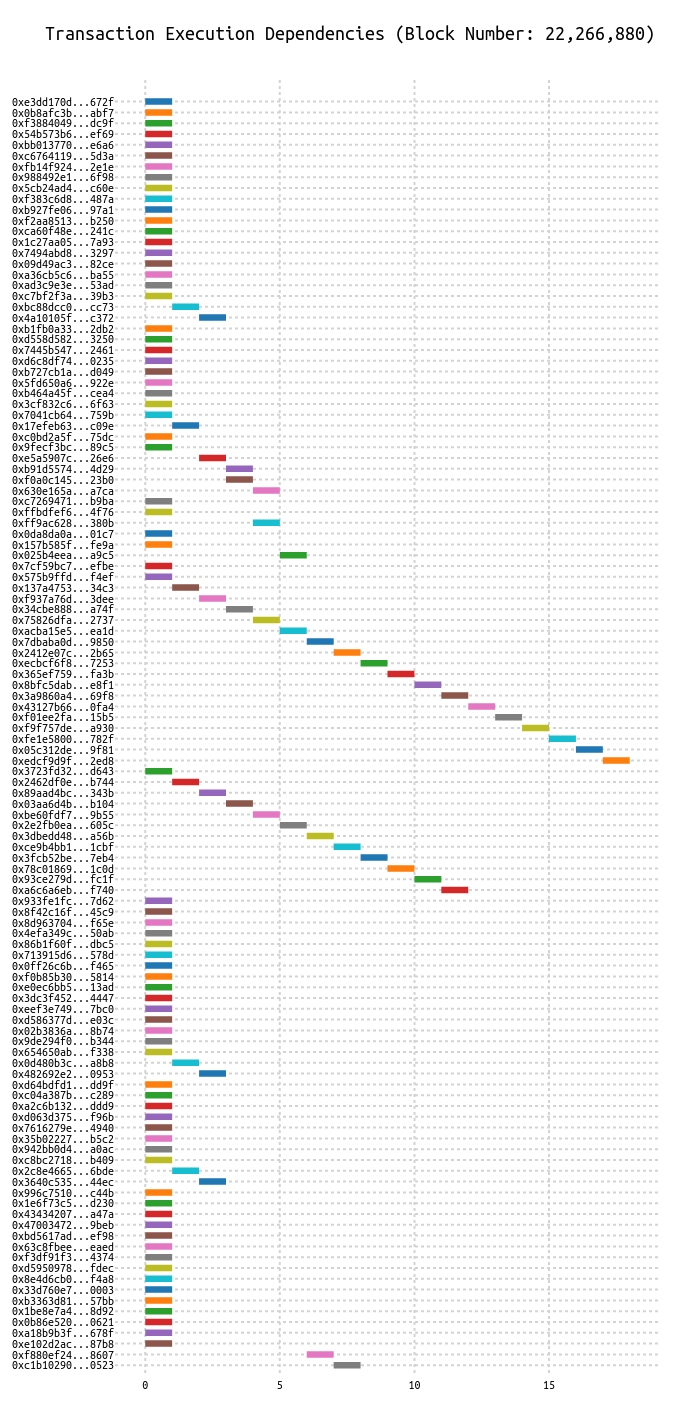 Transaction Execution Dependencies (Block Number: 22,266,880)
0xe3dd170d...672f
0x0b8afc3b...abf7
0xf3884049...dc9f
0x54b573b6...ef69
0xbb013770...e6a6
0xc6764119...5d3a
0xfb14f924...2e1e
0x988492e1...6f98
0x5cb24ad4...c60e
0xf383c6d8...487a
0xb927fe06...97a1
0xf2aa8513...b250
0xca60f48e...241c
0x1c27aa05...7a93
0x7494abd8...3297
0x09d49ac3...82ce
0xa36cb5c6...ba55
0xad3c9e3e...53ad
0xc7bf2f3a...39b3
0xbc88dcc0...cc73
0x4a10105f...c372
0xb1fb0a33...2db2
0xd558d582...3250
0x7445b547...2461
0xd6c8df74...0235
0xb727cb1a...d049
0x5fd650a6...922e
0xb464a45f...cea4
0x3cf832c6...6f63
0x7041cb64...759b
0x17efeb63...c09e
0xc0bd2a5f...75dc
0x9fecf3bc...89c5
0xe5a5907c...26e6
0xb91d5574...4d29
0xf0a0c145...23b0
0x630e165a...a7ca
0xc7269471...b9ba
0xffbdfef6...4f76
0xff9ac628...380b
0x0da8da0a...01c7
0x157b585f...fe9a
0x025b4eea...a9c5
0x7cf59bc7...efbe
0x575b9ffd...f4ef
0x137a4753...34c3
0xf937a76d...3dee
0x34cbe888...a74f
0x75826dfa...2737
0xacba15e5...ea1d
0x7dbaba0d...9850
0x2412e07c...2b65
0xecbcf6f8...7253
0x365ef759...fa3b
0x8bfc5dab...e8f1
0x3a9860a4...69f8
0x43127b66...0fa4
0xf01ee2fa...15b5
0xf9f757de...a930
0xfe1e5800...782f
0x05c312de...9f81
0xedcf9d9f...2ed8
0x3723fd32...d643
0x2462df0e...b744
0x89aad4bc...343b
0x03aa6d4b...b104
0xbe60fdf7...9b55
0x2e2fb0ea...605c
0x3dbedd48...a56b
0xce9b4bb1...1cbf
0x3fcb52be...7eb4
0x78c01869...1c0d
0x93ce279d...fc1f
0xa6c6a6eb...f740
0x933fe1fc...7d62
0x8f42c16f...45c9
0x8d963704...f65e
0x4efa349c...50ab
0x86b1f60f...dbc5
0x713915d6...578d
0x0ff26c6b...f465
0xf0b85b30...5814
0xe0ec6bb5...13ad
0x3dc3f452...4447
0xeef3e749...7bc0
0xd586377d...e03c
0x02b3836a...8b74
0x9de294f0...b344
0x654650ab...f338
0x0d480b3c...a8b8
0x482692e2...0953
0xd64bdfd1...dd9f
0xc04a387b...c289
0xa2c6b132...ddd9
0xd063d375...f96b
0x7616279e...4940
0x35b02227...b5c2
0x942bb0d4...a0ac
0xc8bc2718...b409
0x2c8e4665...6bde
0x3640c535...44ec
0x996c7510...c44b
0x1e6f73c5...d230
0x43434207...a47a
0x47003472...9beb
0xbd5617ad...ef98
0x63c8fbee...eaed
0xf3df91f3...4374
0xd5950978...fdec
0x8e4d6cb0...f4a8
0x33d760e7...0003
0xb3363d81...57bb
0x1be8e7a4...8d92
0x0b86e520...0621
0xa18b9b3f...678f
0xe102d2ac...87b8
0xf880ef24...8607
0xc1b10290...0523
0 5 10 15